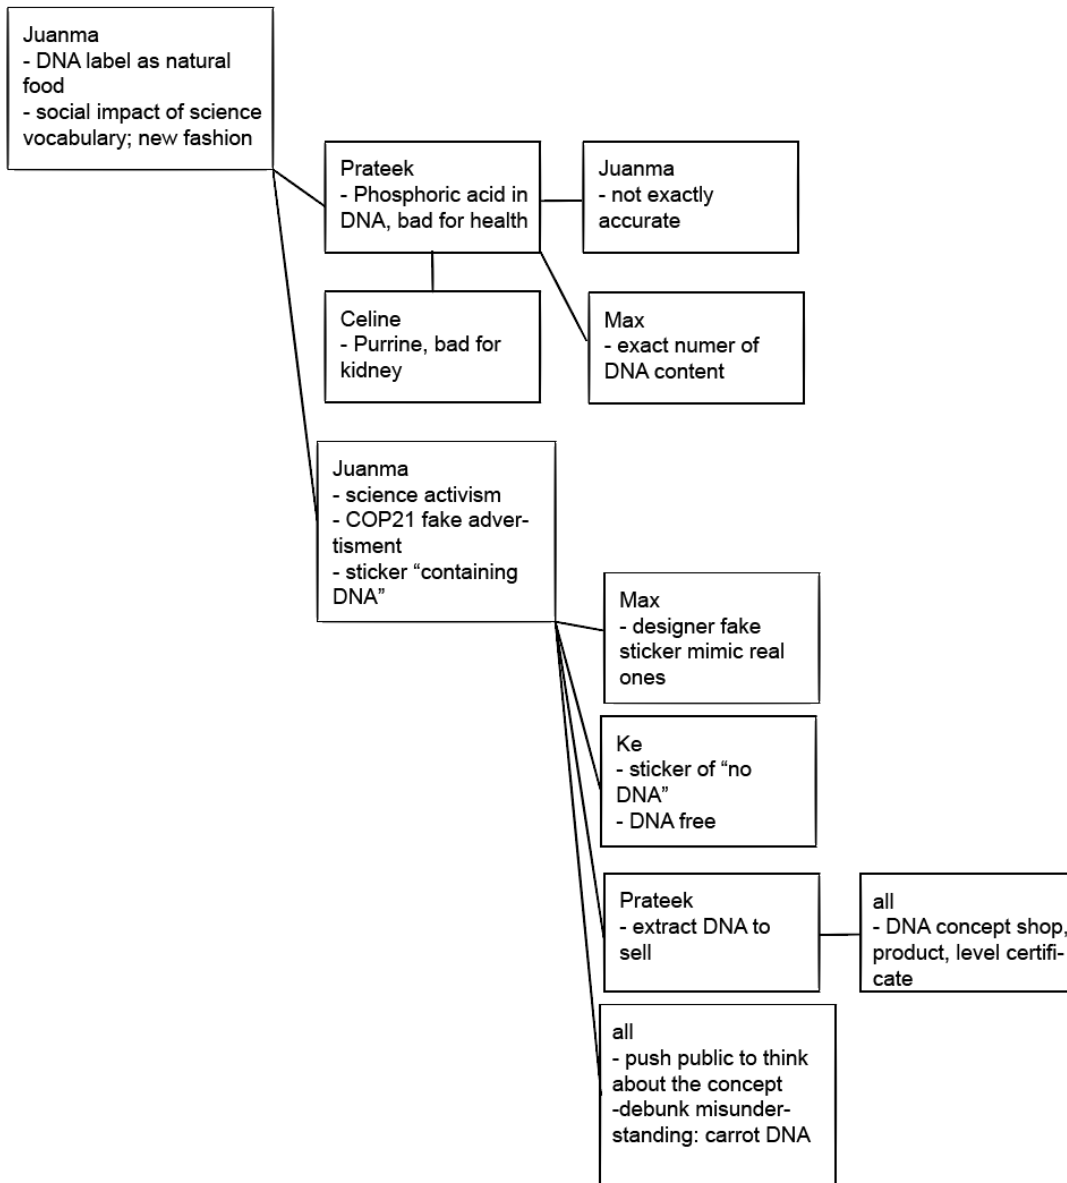 Juanma
- DNA label as natural
food
- social impact of science
vocabulary; new fashion
Prateek
- Phosphoric acid in
DNA, bad for health
Juanma
- not exactly
accurate
Celine
- Purrine, bad for
kidney
Max
- exact numer of
DNA content
Juanma
- science activism
- COP21 fake adver-
tisment
- sticker “containing
DNA”
Max
- designer fake
sticker mimic real
ones
Ke
- sticker of “no
DNA”
- DNA free
Prateek
- extract DNA to
sell
all
- DNA concept shop,
product, level certifi-
cate
all
- push public to think
about the concept
-debunk misunder-
standing: carrot DNA